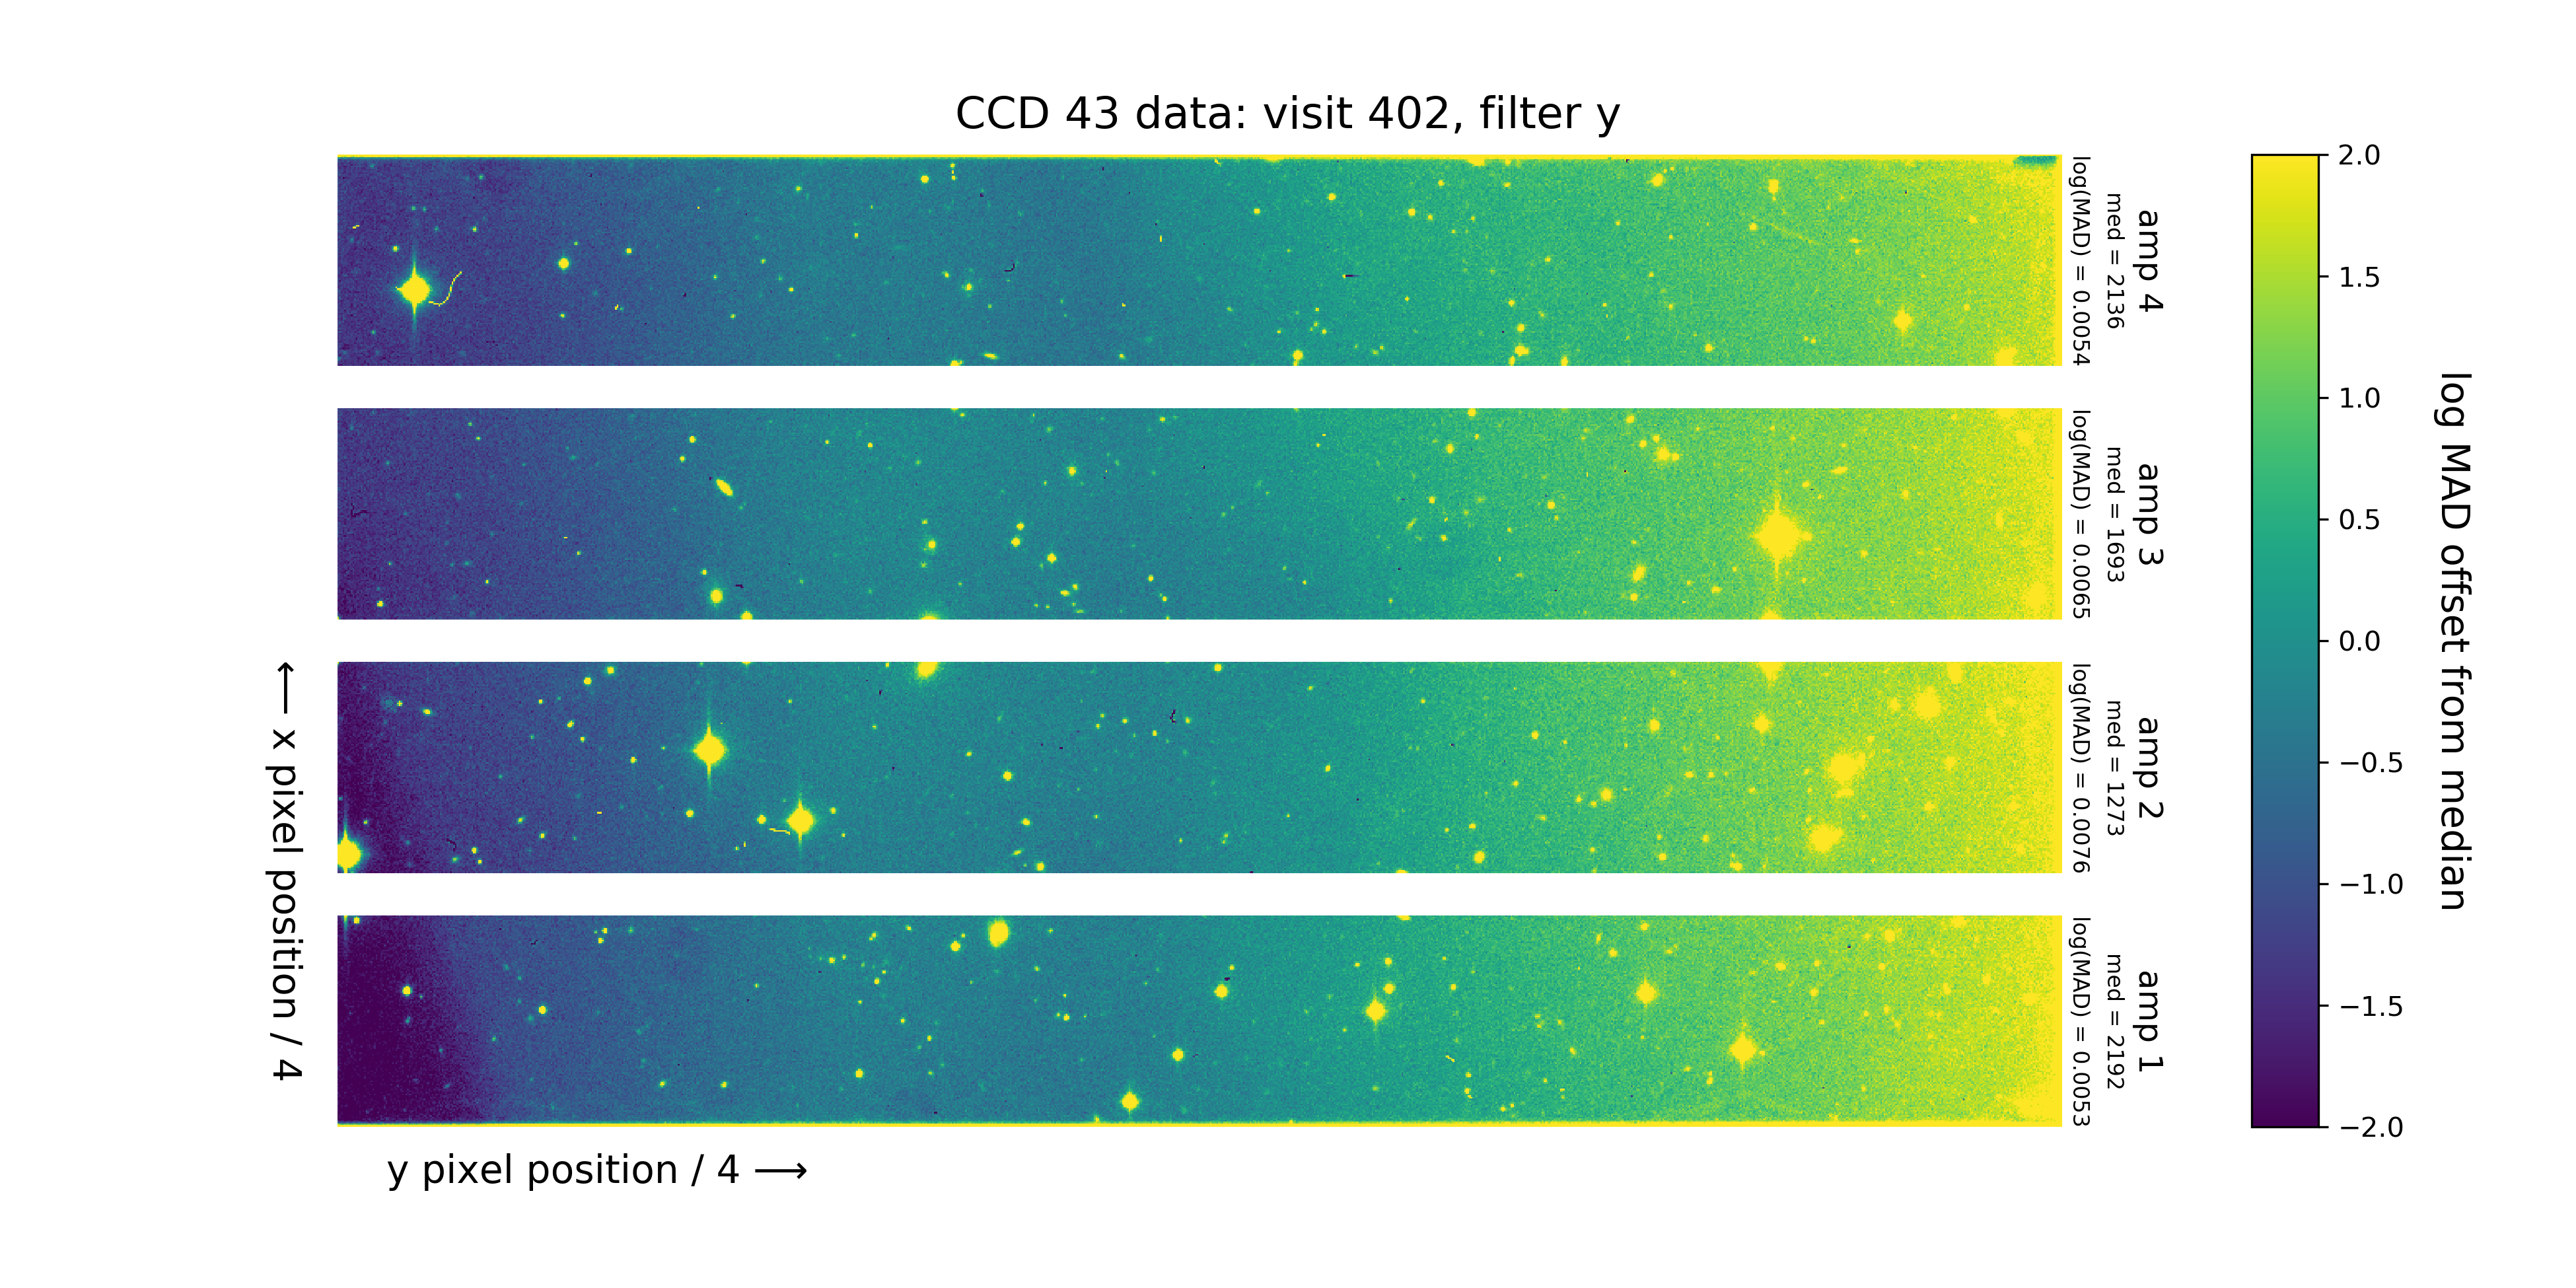 CCD 43 data: visit 402, filter y
amp 4
med = 2136
log(MAD) = 0.0054
amp 3
med = 1693
log(MAD) = 0.0065
amp 2
med = 1273
log(MAD) = 0.0076
amp 1
med = 2192
log(MAD) = 0.0053
⟵ x pixel position / 4
y pixel position / 4 ⟶
2.0
1.5
1.0
0.5
0.0
−0.5
−1.0
−1.5
−2.0
log MAD offset from median